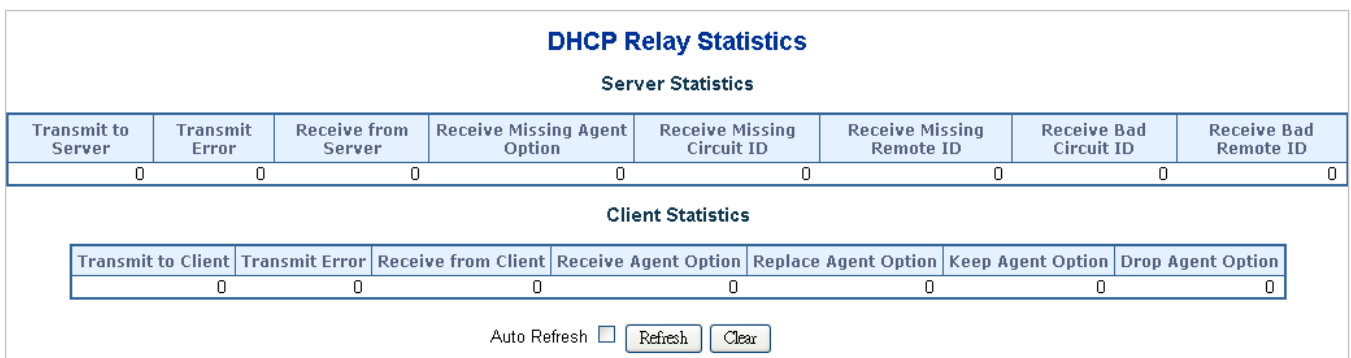 DHCP Relay Statistics
Server Statistics
Transmit to Server Transmit Error Receive from Server Receive Missing Agent Option Receive Missing Circuit ID Receive Missing Remote ID Receive Bad Circuit ID Receive Bad Remote ID
0 0 0 0 0 0 0 0
Client Statistics
Transmit to Client Transmit Error Receive from Client Receive Agent Option Replace Agent Option Keep Agent Option Drop Agent Option
0 0 0 0 0 0 0
Auto Refresh Refresh Clear